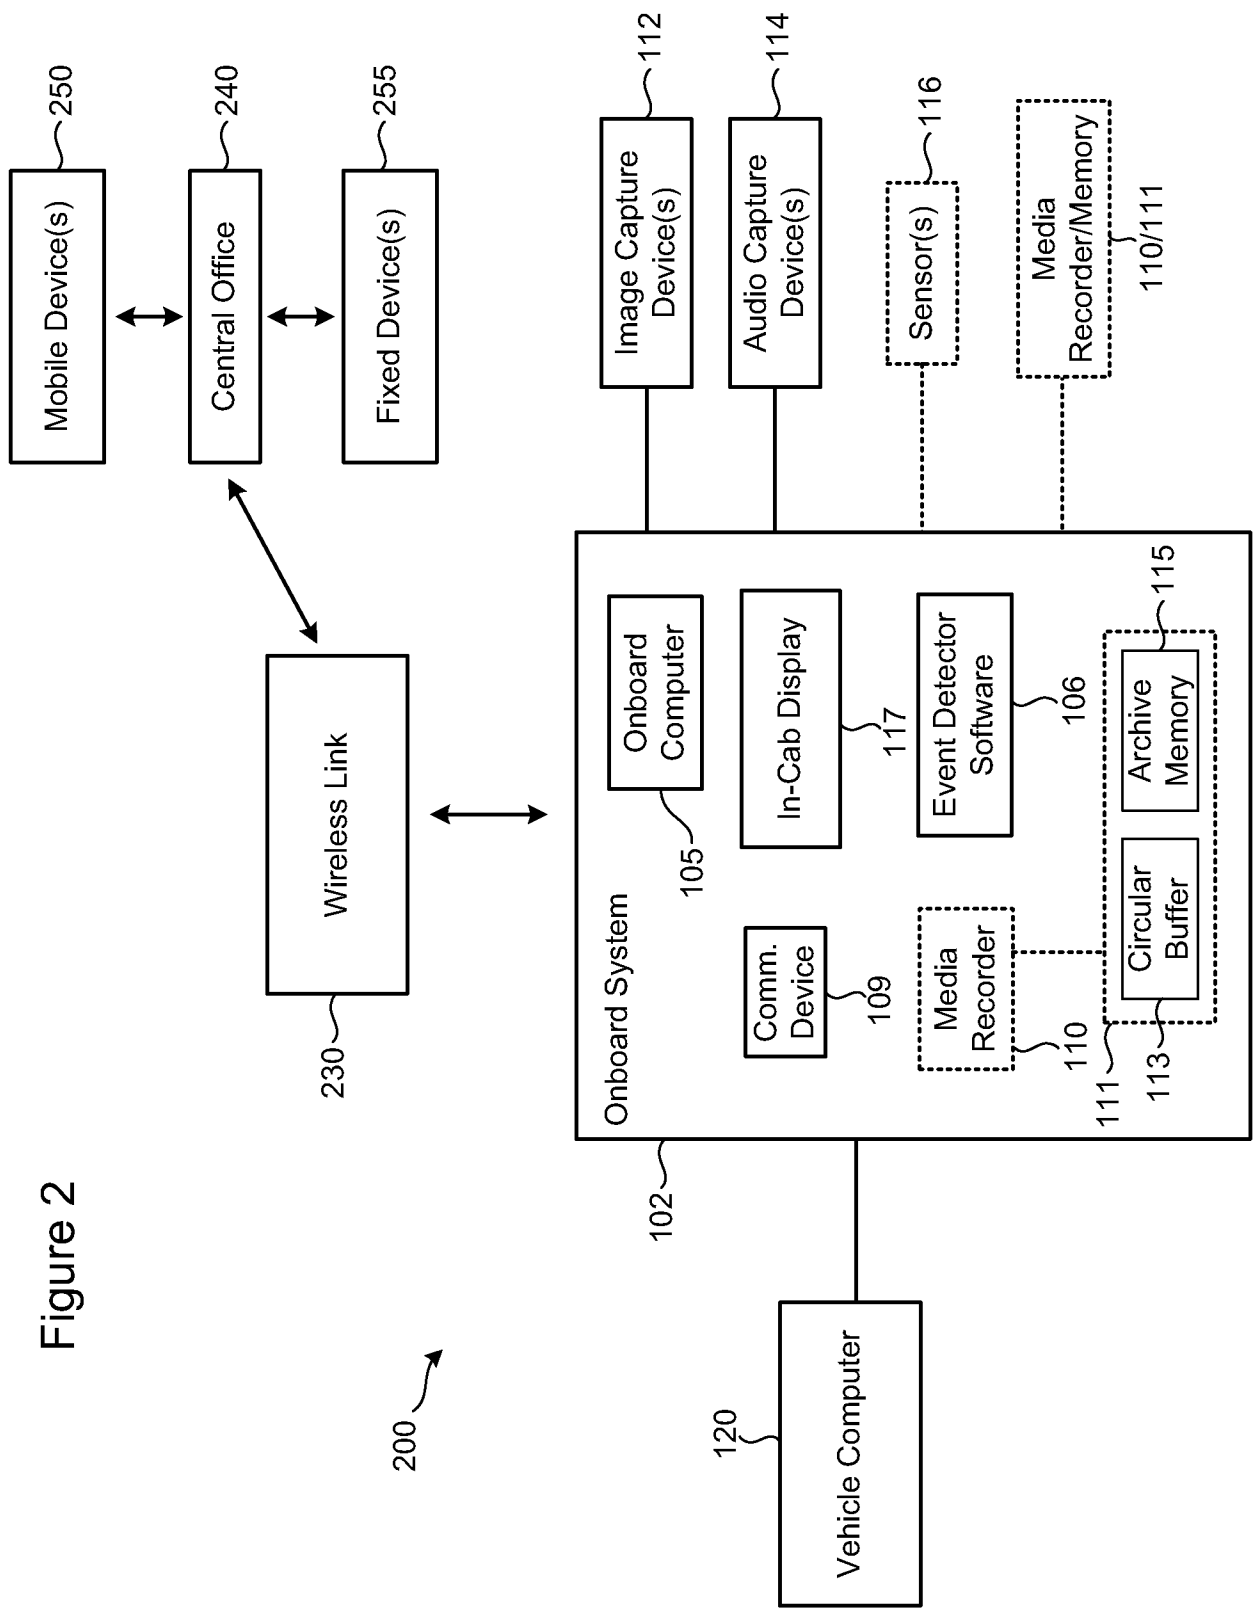 Figure 2
200
250
Mobile Device(s)
240
Central Office
255
Fixed Device(s)
230
Wireless Link
120
Vehicle Computer
102
Onboard System
Onboard
Computer
105
Comm.
Device
109
In-Cab Display
117
Media
Recorder
110
Event Detector
Software
106
111
Circular
Buffer
113
Archive
Memory
115
Image Capture
Device(s)
112
Audio Capture
Device(s)
114
Sensor(s)
116
Media
Recorder/Memory
110/111